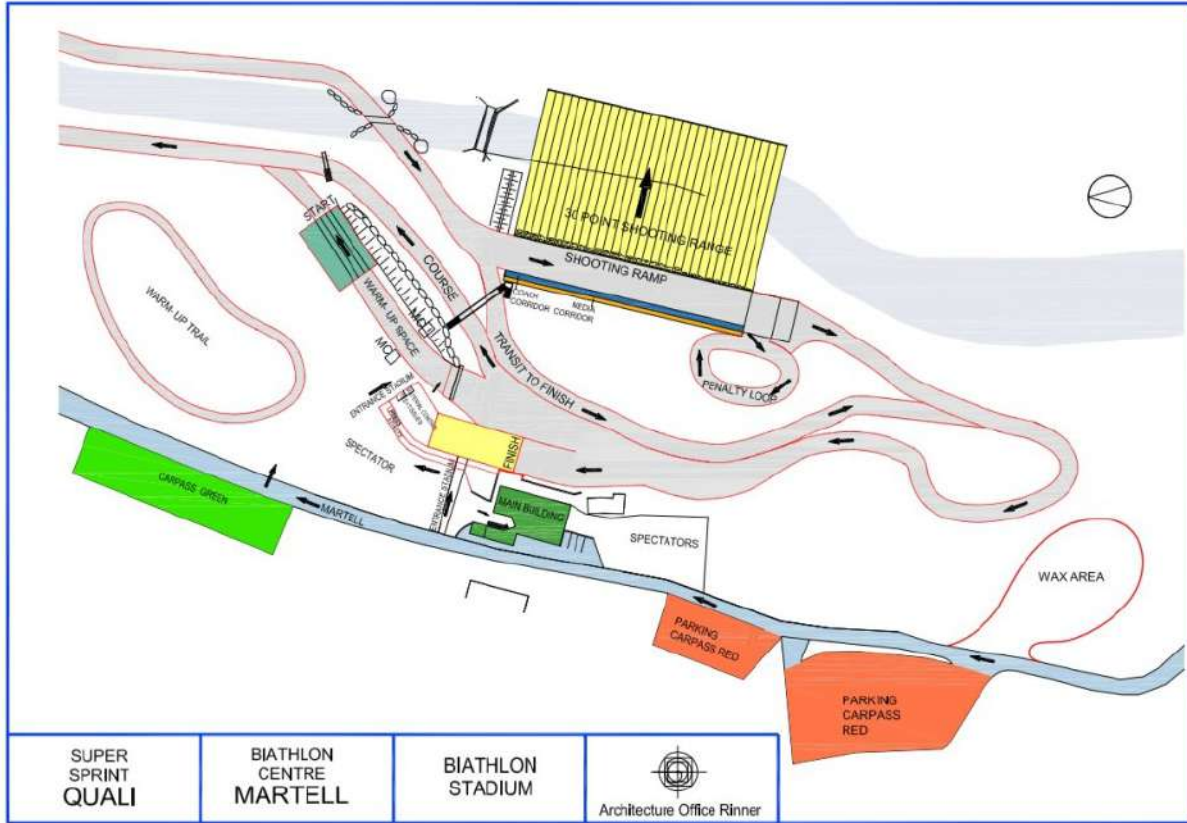 30 POINT SHOOTING RANGE
SHOOTING RAMP
START
COURSE
COACH
CORRIDOR
MEDIA
CORRIDOR
WARM-UP TRAIL
WARM-UP SPACE
MC
MC
TRANSIT TO FINISH
PENALTY LOOP
ENTRANCE STADIUM
SPECTATOR
FINISH
CARPASS GREEN
MARTELL
ENTRANCE STADIUM
MAIN BUILDING
SPECTATORS
WAX AREA
PARKING
CARPASS RED
PARKING
CARPASS
RED
SUPER
SPRINT
QUALI
BIATHLON
CENTRE
MARTELL
BIATHLON
STADIUM
Architecture Office Rinner